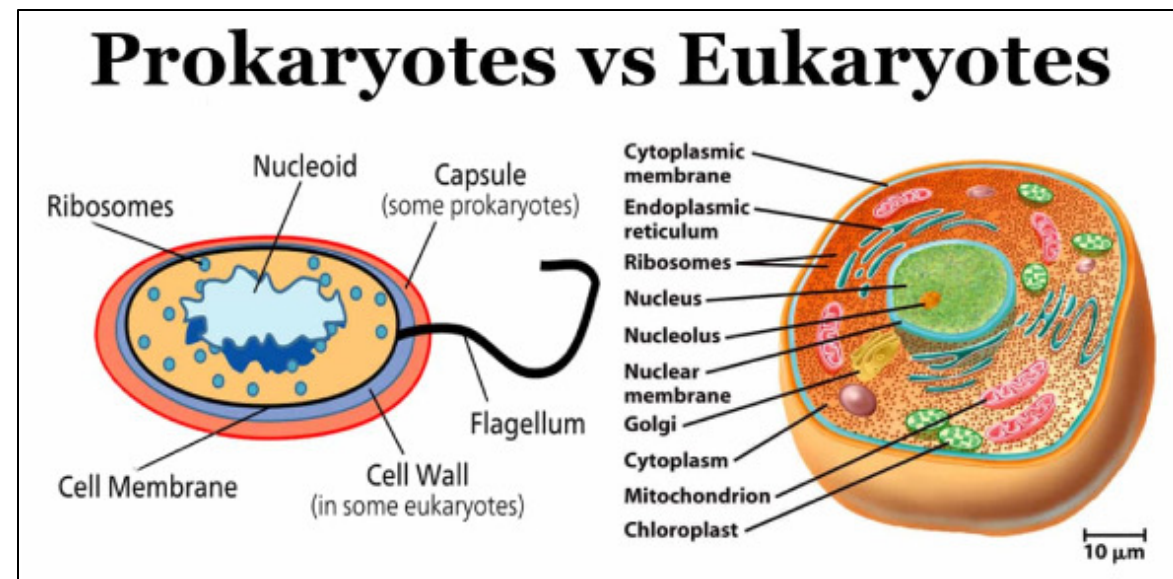 Prokaryotes vs Eukaryotes
Nucleoid
Ribosomes
Capsule
(some prokaryotes)
Flagellum
Cell Membrane
Cell Wall
(in some eukaryotes)
Cytoplasmic
membrane
Endoplasmic
reticulum
Ribosomes
Nucleus
Nucleolus
Nuclear
membrane
Golgi
Cytoplasm
Mitochondrion
Chloroplast
10 μm